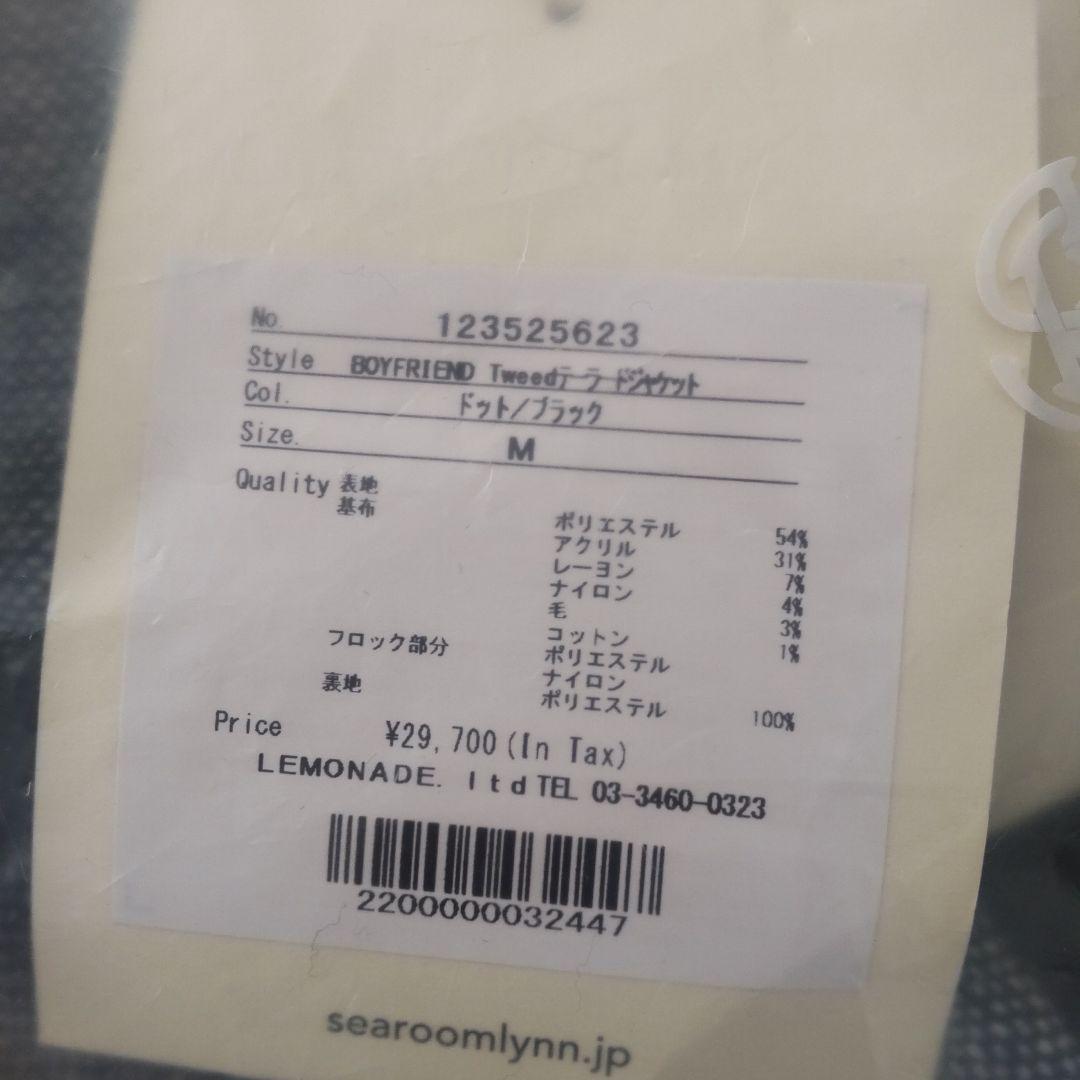 No. 123525623
Style BOYFRIEND Tweedテーラードジャケット
Col. ドット/ブラック
Size. M
Quality 表地
基布
ポリエステル 54%
アクリル 31%
レーヨン 7%
ナイロン 4%
毛 3%
コットン 1%
フロック部分 ポリエステル
ナイロン
裏地 ポリエステル 100%
Price ¥29,700(In Tax)
LEMONADE. ltd TEL 03-3460-0323
2200000032447
searoomlynn.jp